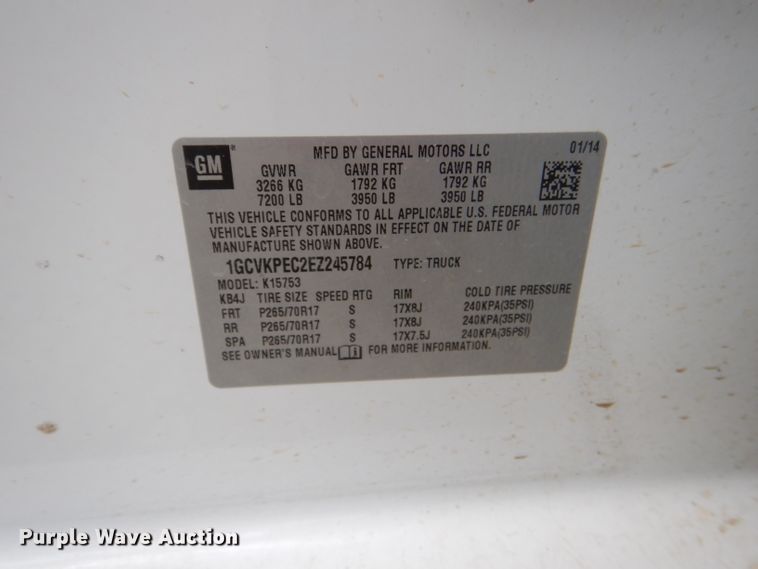 GM
MFD BY GENERAL MOTORS LLC 01/14
GVWR GAWR FRT GAWR RR
3266 KG 1792 KG 1792 KG
7200 LB 3950 LB 3950 LB
THIS VEHICLE CONFORMS TO ALL APPLICABLE U.S. FEDERAL MOTOR
VEHICLE SAFETY STANDARDS IN EFFECT ON THE DATE OF
MANUFACTURE SHOWN ABOVE.
1GCVKPEC2EZ245784 TYPE: TRUCK
MODEL: K15753
KB4J TIRE SIZE SPEED RTG RIM COLD TIRE PRESSURE
FRT P265/70R17 S 17X8J 240KPA(35PSI)
RR P265/70R17 S 17X8J 240KPA(35PSI)
SPA P265/70R17 S 17X7.5J 240KPA(35PSI)
SEE OWNER'S MANUAL FOR MORE INFORMATION.
Purple Wave Auction